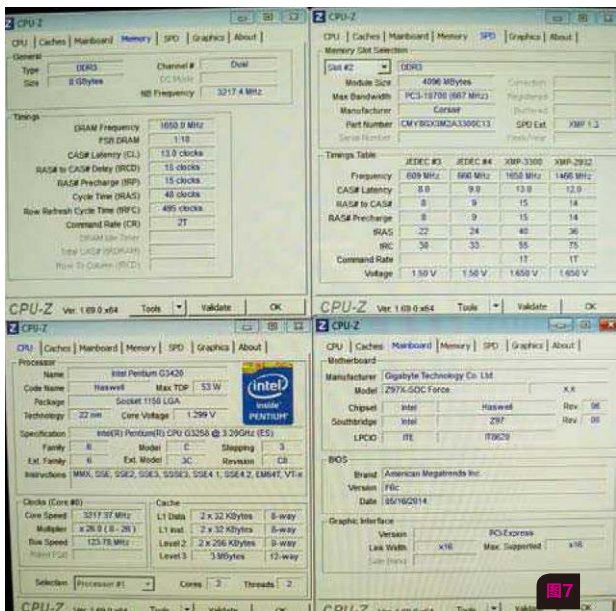 CPU-Z
CPU | Caches | Mainboard | Memory | SPD | Graphics | About
General
Type DDR3 Channel # Dual
Size 8 GBytes DC Mode
NB Frequency 3217.4 MHz
Timings
DRAM Frequency 1650.0 MHz
FSB:DRAM 1:10
CAS# Latency (CL) 13.0 clocks
RAS# to CAS# Delay (tRCD) 15 clocks
RAS# Precharge (tRP) 15 clocks
Cycle Time (tRAS) 40 clocks
Row Refresh Cycle Time (tRFC) 495 clocks
Command Rate (CR) 2T
DRAM Idle Timer
Total CAS# (tRDRAM)
Row To Column (tRCD)
CPU-Z Ver. 1.69.0.x64 Tools Validate OK
CPU-Z
CPU | Caches | Mainboard | Memory | SPD | Graphics | About
Memory Slot Selection
Slot #2 DDR3
Module Size 4096 MBytes Correction
Max Bandwidth PC3-10700 (667 MHz) Registered
Manufacturer Corsair Buffered
Part Number CMY8GX3M2A3300C13 SPD Ext. XMP 1.3
Serial Number Week/Year
Timings Table
JEDEC #3 JEDEC #4 XMP-3300 XMP-2932
Frequency 609 MHz 660 MHz 1650 MHz 1466 MHz
CAS# Latency 8.0 9.0 13.0 12.0
RAS# to CAS# 8 9 15 14
RAS# Precharge 8 9 15 14
tRAS 22 24 40 36
tRC 30 33 55 75
Command Rate 1T 1T
Voltage 1.50 V 1.50 V 1.650 V 1.650 V
CPU-Z Ver. 1.69.0.x64 Tools Validate OK
CPU-Z
CPU | Caches | Mainboard | Memory | SPD | Graphics | About
Processor
Name Intel Pentium G3420
Code Name Haswell Max TDP 53 W
Package Socket 1150 LGA
Technology 22 nm Core Voltage 1.299 V
intel inside PENTIUM
Specification Intel(R) Pentium(R) CPU G3258 @ 3.20GHz (ES)
Family 6 Model C Stepping 3
Ext. Family 6 Ext. Model 3C Revision C0
Instructions MMX, SSE, SSE2, SSE3, SSSE3, SSE4.1, SSE4.2, EM64T, VT-x
Clocks (Core #0)
Core Speed 3217.37 MHz
Multiplier x 26.0 ( 8 - 26 )
Bus Speed 123.75 MHz
Rated FSB
Cache
L1 Data 2 x 32 KBytes 8-way
L1 Inst. 2 x 32 KBytes 8-way
Level 2 2 x 256 KBytes 8-way
Level 3 3 MBytes 12-way
Selection Processor #1 Cores 2 Threads 2
CPU-Z Ver. 1.69.0.x64 Tools Validate OK
CPU-Z
CPU | Caches | Mainboard | Memory | SPD | Graphics | About
Motherboard
Manufacturer Gigabyte Technology Co. Ltd.
Model Z97X-SOC Force x.x
Chipset Intel Haswell Rev. 06
Southbridge Intel Z97 Rev. 00
LPCIO ITE IT8620
BIOS
Brand American Megatrends Inc.
Version F6c
Date 05/16/2014
Graphic Interface
Version PCI-Express
Link Width x16 Max. Supported x16
Side Band
CPU-Z Tools Validate OK
图7